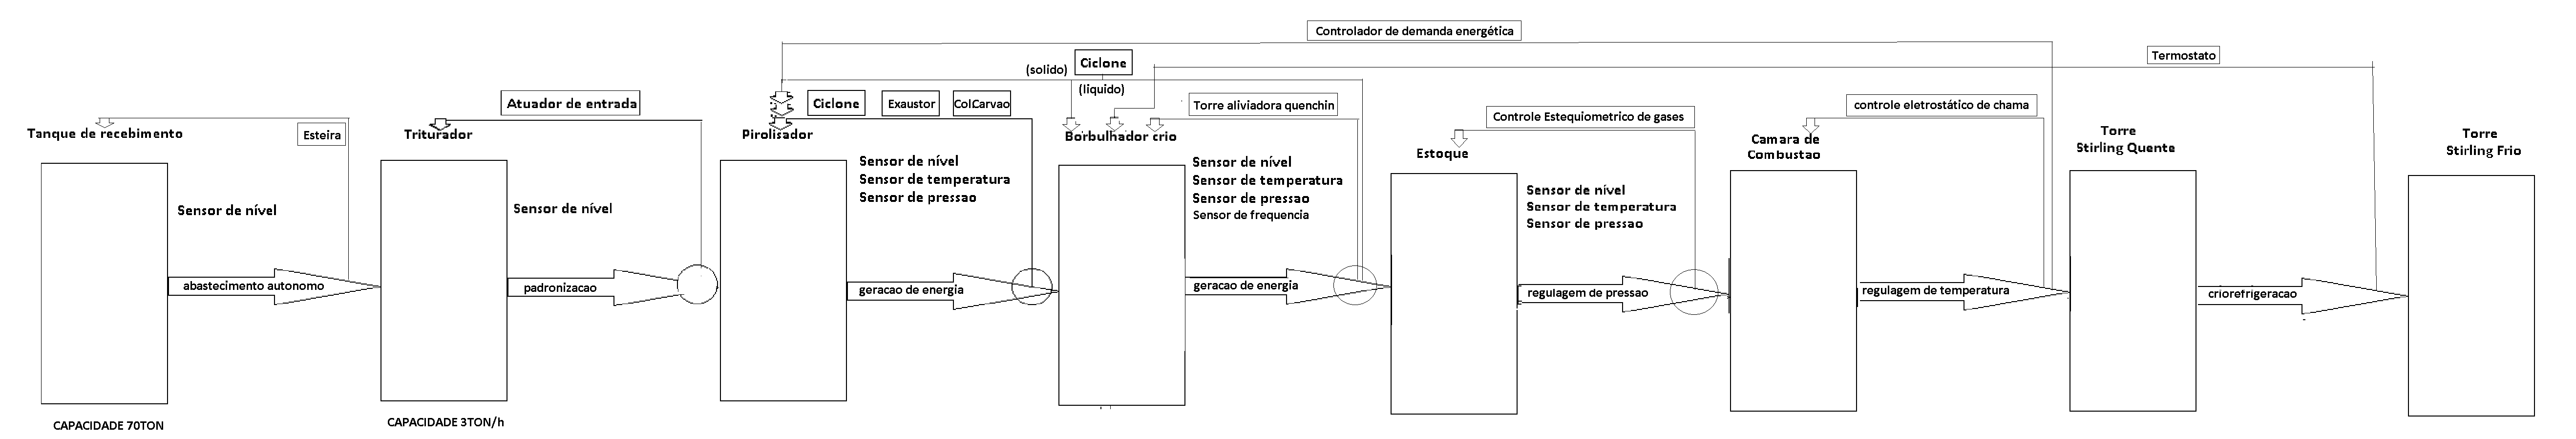 Controlador de demanda energética
Termostato
Ciclone
(solido)
(liquido)
Atuador de entrada
Ciclone
Exaustor
ColCarvao
Torre aliviadora quenchin
Controle Estequiometrico de gases
controle eletrostático de chama
Esteira
Tanque de recebimento
Triturador
Pirolisador
Borbulhador crio
Estoque
Camara de
Combustao
Torre
Stirling Quente
Torre
Stirling Frio
Sensor de nível
Sensor de nível
Sensor de nível
Sensor de temperatura
Sensor de pressao
Sensor de nível
Sensor de temperatura
Sensor de pressao
Sensor de frequencia
Sensor de nível
Sensor de temperatura
Sensor de pressao
abastecimento autonomo
padronizacao
geracao de energia
geracao de energia
regulagem de pressao
regulagem de temperatura
criorefrigeracao
CAPACIDADE 70TON
CAPACIDADE 3TON/h